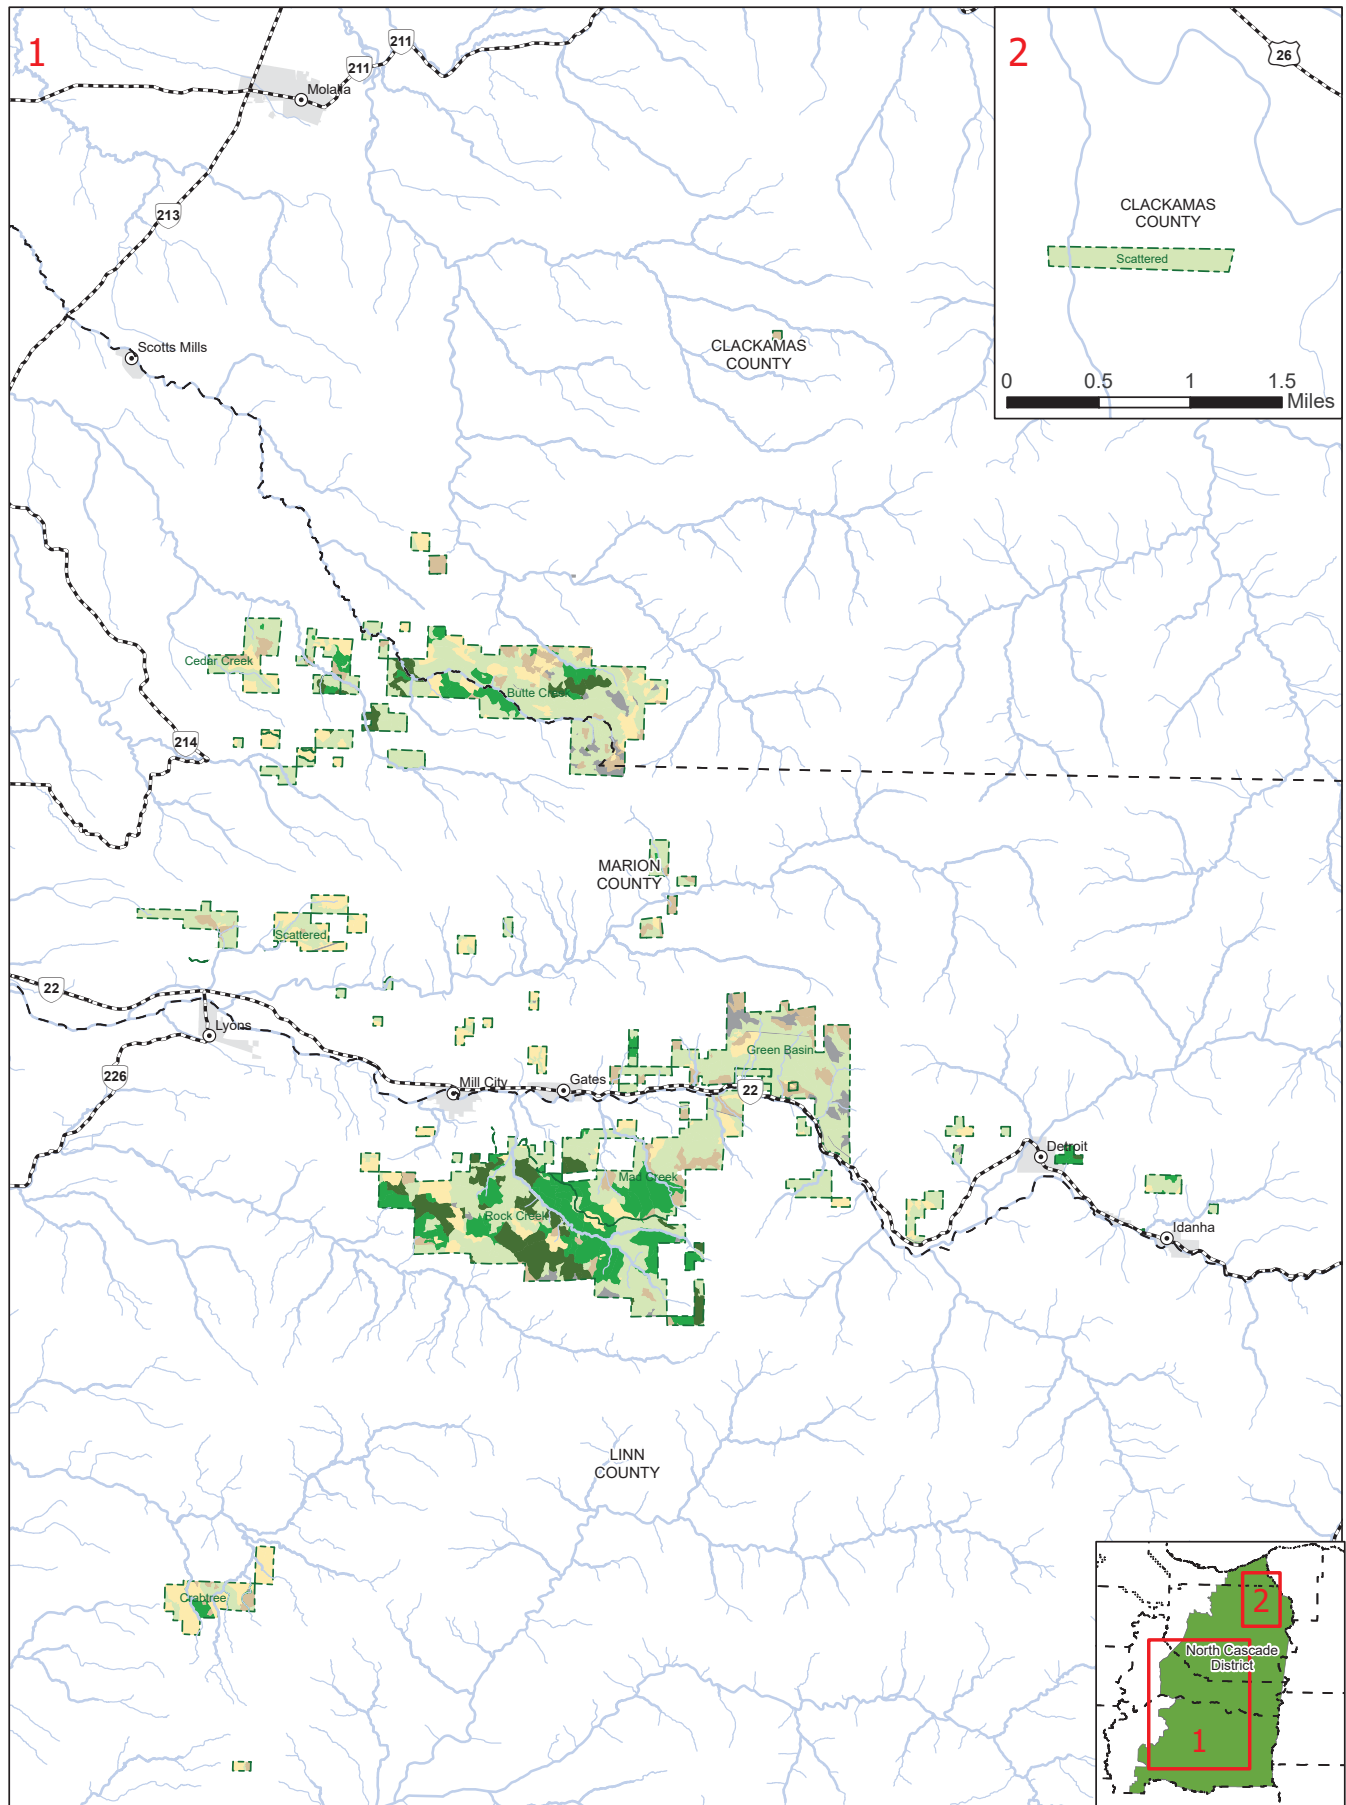 1
211
211
Molalla
213
Scotts Mills
CLACKAMAS
COUNTY
2
26
CLACKAMAS
COUNTY
Scattered
0 0.5 1 1.5
Miles
Cedar Creek
Butte Creek
214
MARION
COUNTY
Scattered
22
Lyons
226
Mill City
Gates
Green Basin
22
Mad Creek
Rock Creek
Detroit
Idanha
LINN
COUNTY
Crabtree
2
North Cascade
District
1